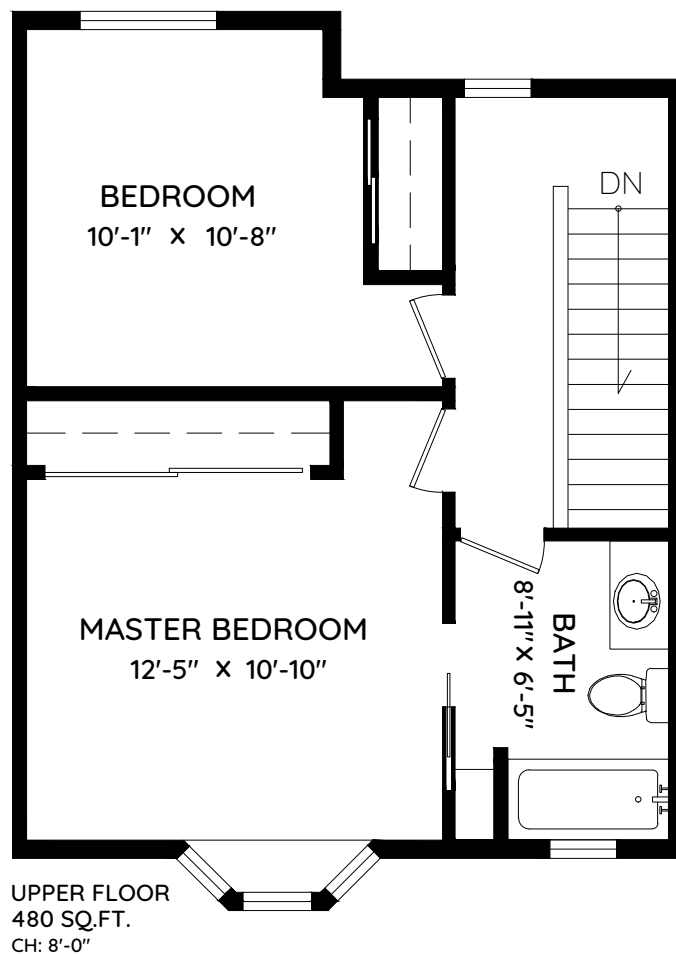 DN
BEDROOM
10'-1" X 10'-8"
MASTER BEDROOM
12'-5" X 10'-10"
BATH
8'-11" X 6'-5"
UPPER FLOOR
480 SQ.FT.
CH: 8'-0"